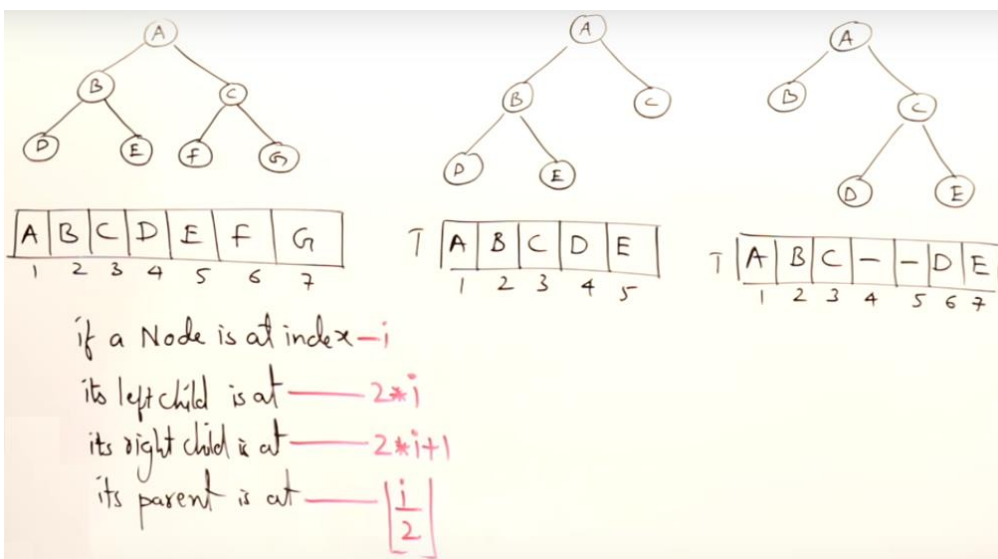 A
B
C
D
E
F
G
A B C D E F G
1 2 3 4 5 6 7
A
B
C
D
E
T A B C D E
1 2 3 4 5
A
B
C
D
E
T A B C - - D E
1 2 3 4 5 6 7
if a Node is at index - i
its left child is at — 2*i
its right child is at — 2*i+1
its parent is at — ⌊i/2⌋